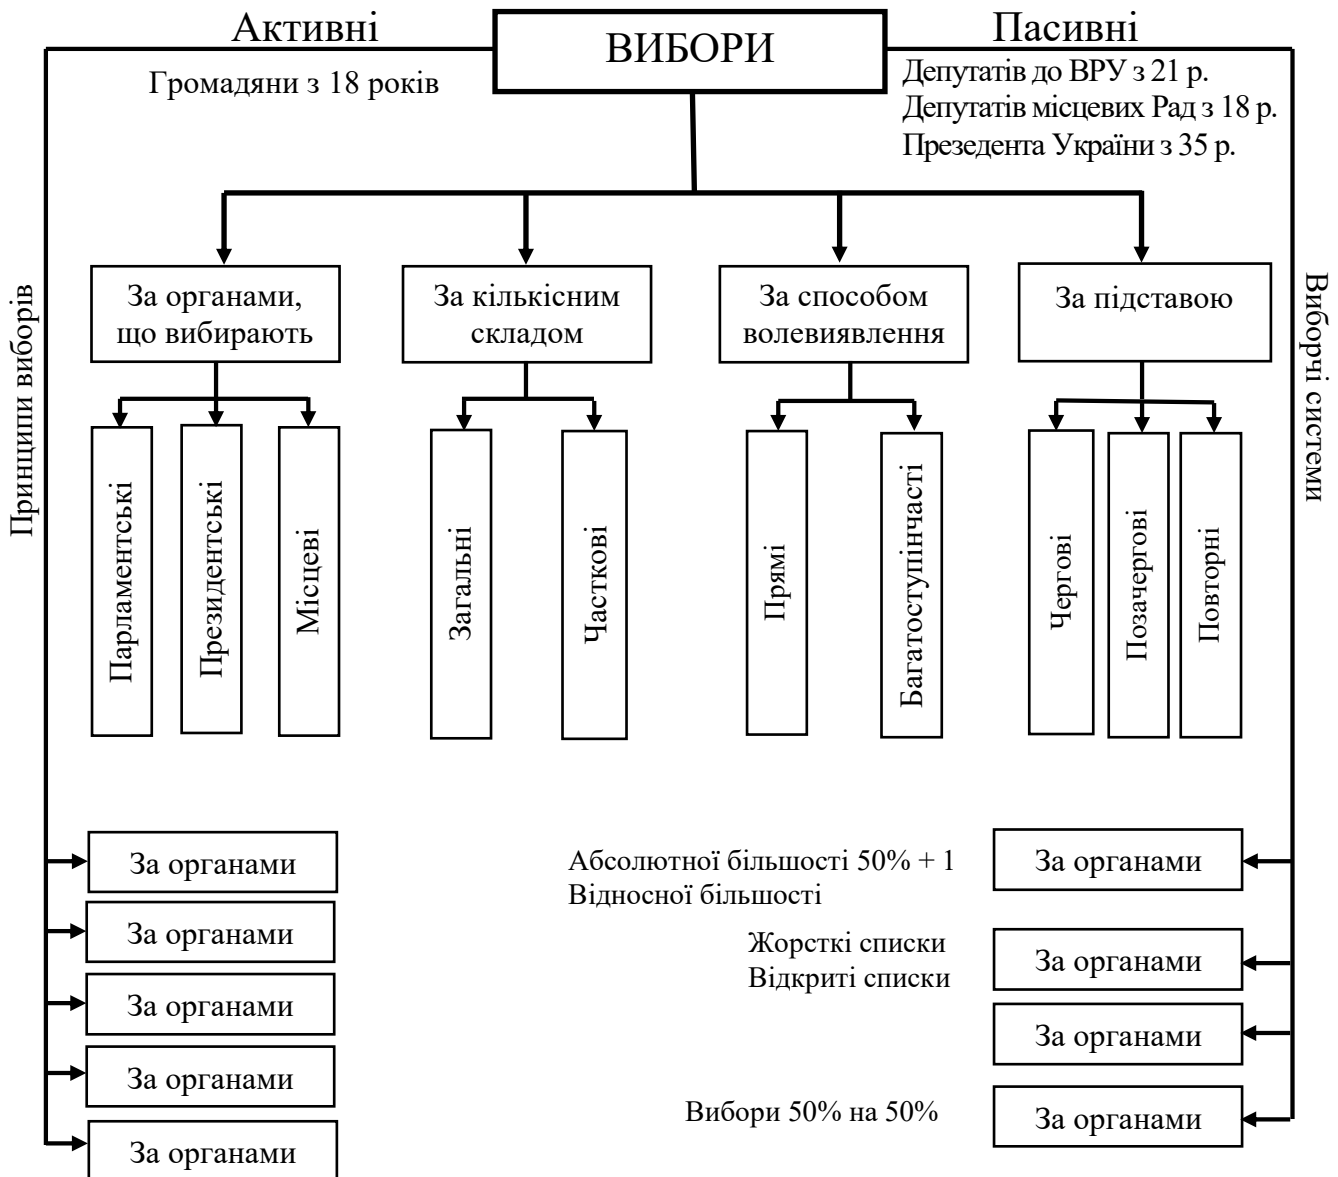 Активні
ВИБОРИ
Пасивні
Громадяни з 18 років
Депутатів до ВРУ з 21 р.
Депутатів місцевих Рад з 18 р.
Презедента України з 35 р.
Принципи виборів
За органами,
що вибирають
За кількісним
складом
За способом
волевиявлення
За підставою
Виборчі системи
Парламентські
Президентські
Місцеві
Загальні
Часткові
Прямі
Багатоступінчасті
Чергові
Позачергові
Повторні
За органами
За органами
За органами
За органами
За органами
Абсолютної більшості 50% + 1
Відносної більшості
За органами
Жорсткі списки
Відкриті списки
За органами
За органами
Вибори 50% на 50%
За органами